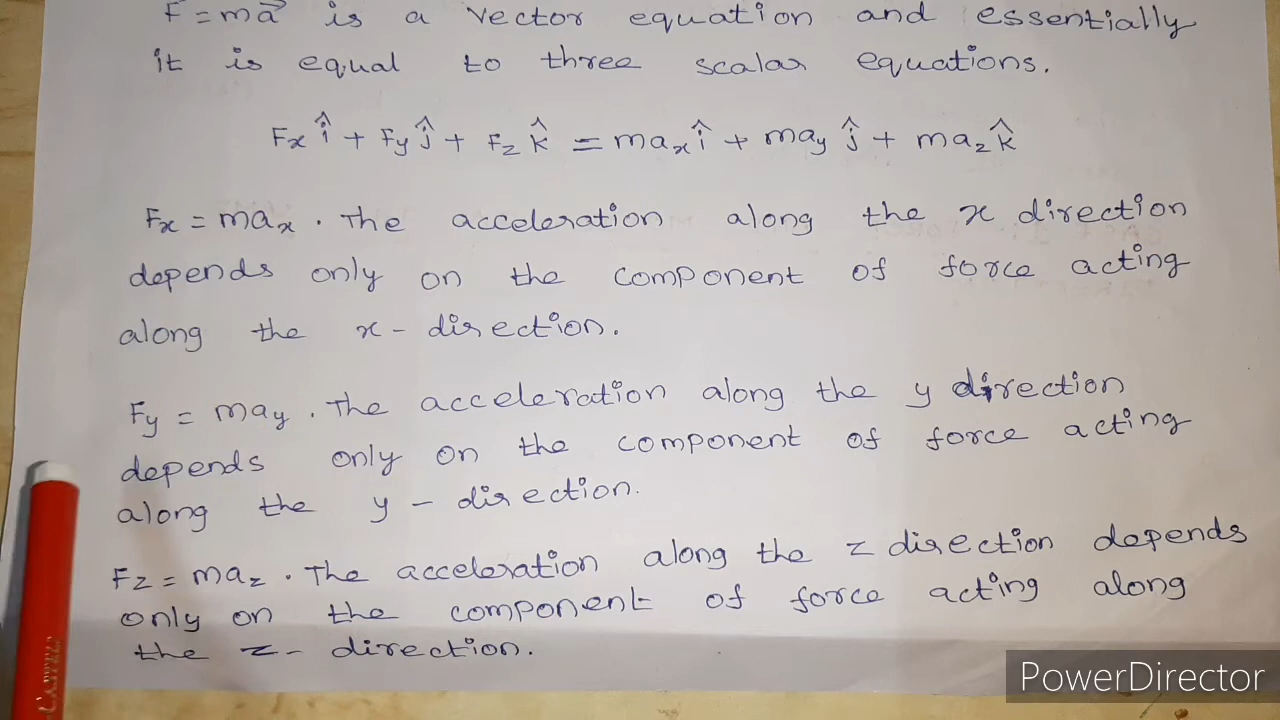 F = ma⃗ is a vector equation and essentially
it is equal to three scalar equations.
Fx î + Fy ĵ + Fz k̂ = max î + may ĵ + maz k̂
Fx = max. The acceleration along the x direction
depends only on the component of force acting
along the x - direction.
Fy = may. The acceleration along the y direction
depends only on the component of force acting
along the y - direction.
Fz = maz. The acceleration along the z direction depends
only on the component of force acting along
the z - direction.
PowerDirector